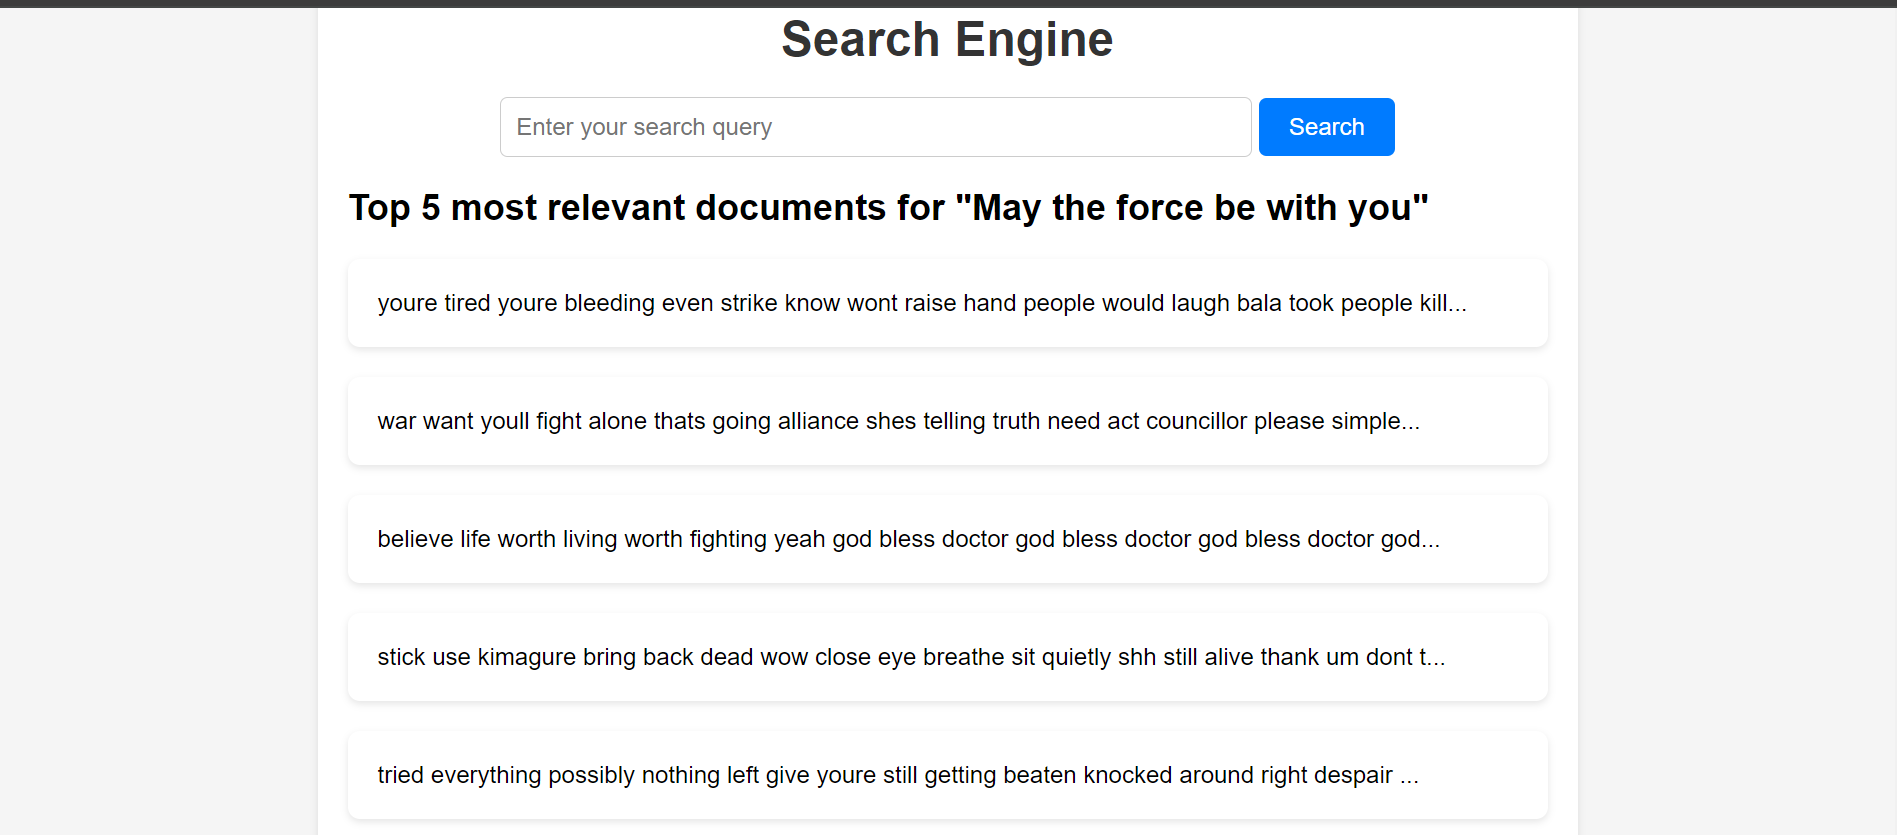 Search Engine
Enter your search query
Search
Top 5 most relevant documents for "May the force be with you"
youre tired youre bleeding even strike know wont raise hand people would laugh bala took people kill...
war want youll fight alone thats going alliance shes telling truth need act councillor please simple...
believe life worth living worth fighting yeah god bless doctor god bless doctor god bless doctor god...
stick use kimagure bring back dead wow close eye breathe sit quietly shh still alive thank um dont t...
tried everything possibly nothing left give youre still getting beaten knocked around right despair ...